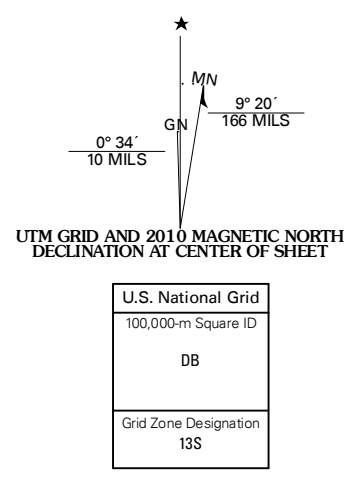 ★
MN
9° 20´
166 MILS
GN
0° 34´
10 MILS
UTM GRID AND 2010 MAGNETIC NORTH
DECLINATION AT CENTER OF SHEET
U.S. National Grid
100,000-m Square ID
DB
Grid Zone Designation
13S